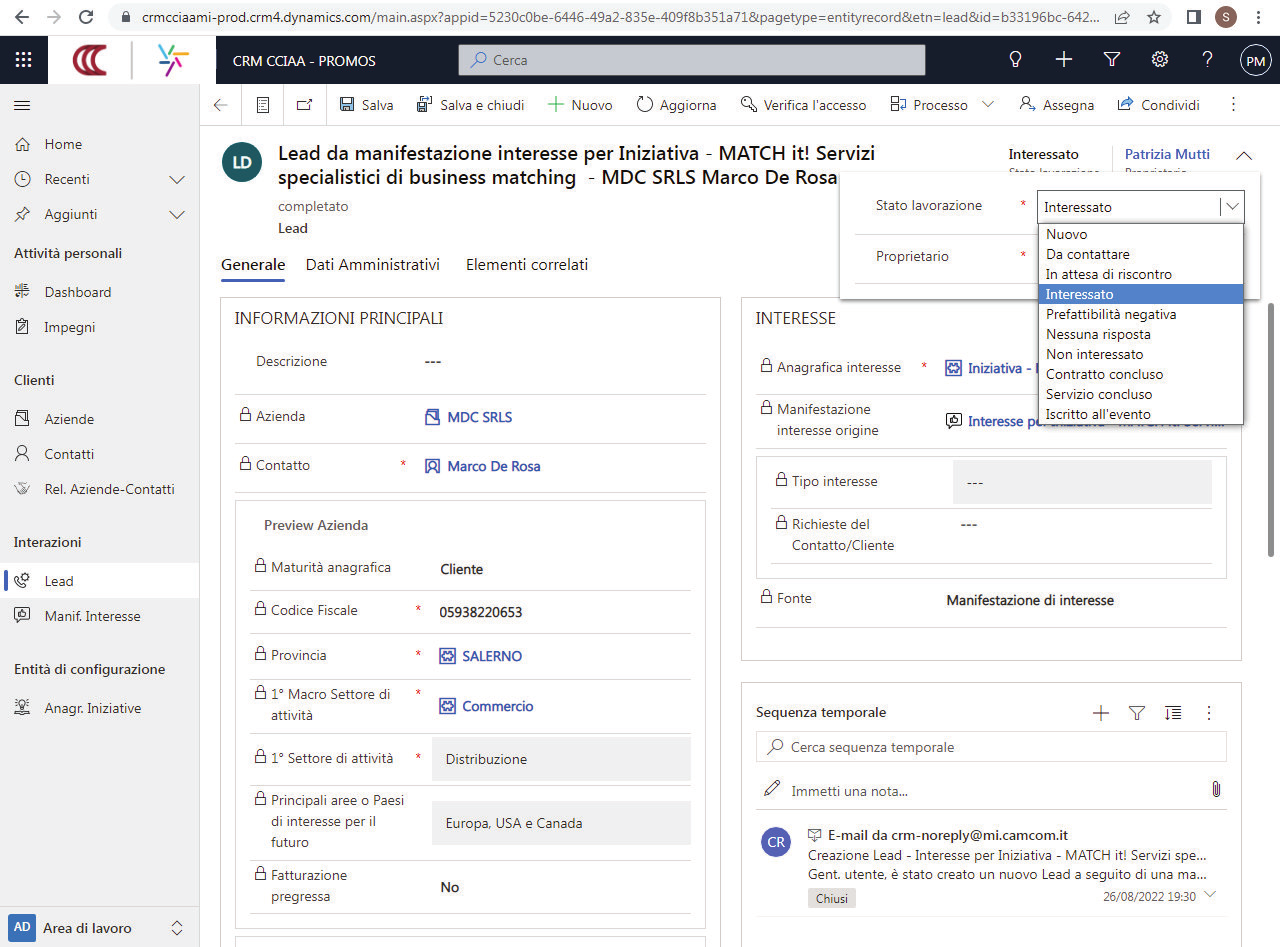 crmcciaami-prod.crm4.dynamics.com/main.aspx?appid=5230c0be-6446-49a2-835e-409f8b351a71&pagetype=entityrecord&etn=lead&id=b33196bc-642...
S
CRM CCIAA - PROMOS
Cerca
PM
Salva
Salva e chiudi
Nuovo
Aggiorna
Verifica l'accesso
Processo
Assegna
Condividi
Home
Recenti
Aggiunti
Attività personali
Dashboard
Impegni
Clienti
Aziende
Contatti
Rel. Aziende-Contatti
Interazioni
Lead
Manif. Interesse
Entità di configurazione
Anagr. Iniziative
AD
Area di lavoro
LD
Lead da manifestazione interesse per Iniziativa - MATCH it! Servizi
specialistici di business matching - MDC SRLS Marco De Rosa
completato
Lead
Interessato
Patrizia Mutti
Stato lavorazione
Proprietario
Stato lavorazione *
Interessato
Proprietario *
Nuovo
Da contattare
In attesa di riscontro
Interessato
Prefattibilità negativa
Nessuna risposta
Non interessato
Contratto concluso
Servizio concluso
Iscritto all'evento
Generale
Dati Amministrativi
Elementi correlati
INFORMAZIONI PRINCIPALI
Descrizione
---
Azienda
MDC SRLS
Contatto *
Marco De Rosa
Preview Azienda
Maturità anagrafica
Cliente
Codice Fiscale *
05938220653
Provincia *
SALERNO
1° Macro Settore di
attività
*
Commercio
1° Settore di attività *
Distribuzione
Principali aree o Paesi
di interesse per il
futuro
Europa, USA e Canada
Fatturazione
pregressa
No
INTERESSE
Anagrafica interesse *
Iniziativa -
Manifestazione
interesse origine
Interesse
Tipo interesse
---
Richieste del
Contatto/Cliente
---
Fonte
Manifestazione di interesse
Sequenza temporale
Cerca sequenza temporale
Immetti una nota...
CR
E-mail da crm-noreply@mi.camcom.it
Creazione Lead - Interesse per Iniziativa - MATCH it! Servizi spe...
Gent. utente, è stato creato un nuovo Lead a seguito di una ma...
Chiusi
26/08/2022 19:30